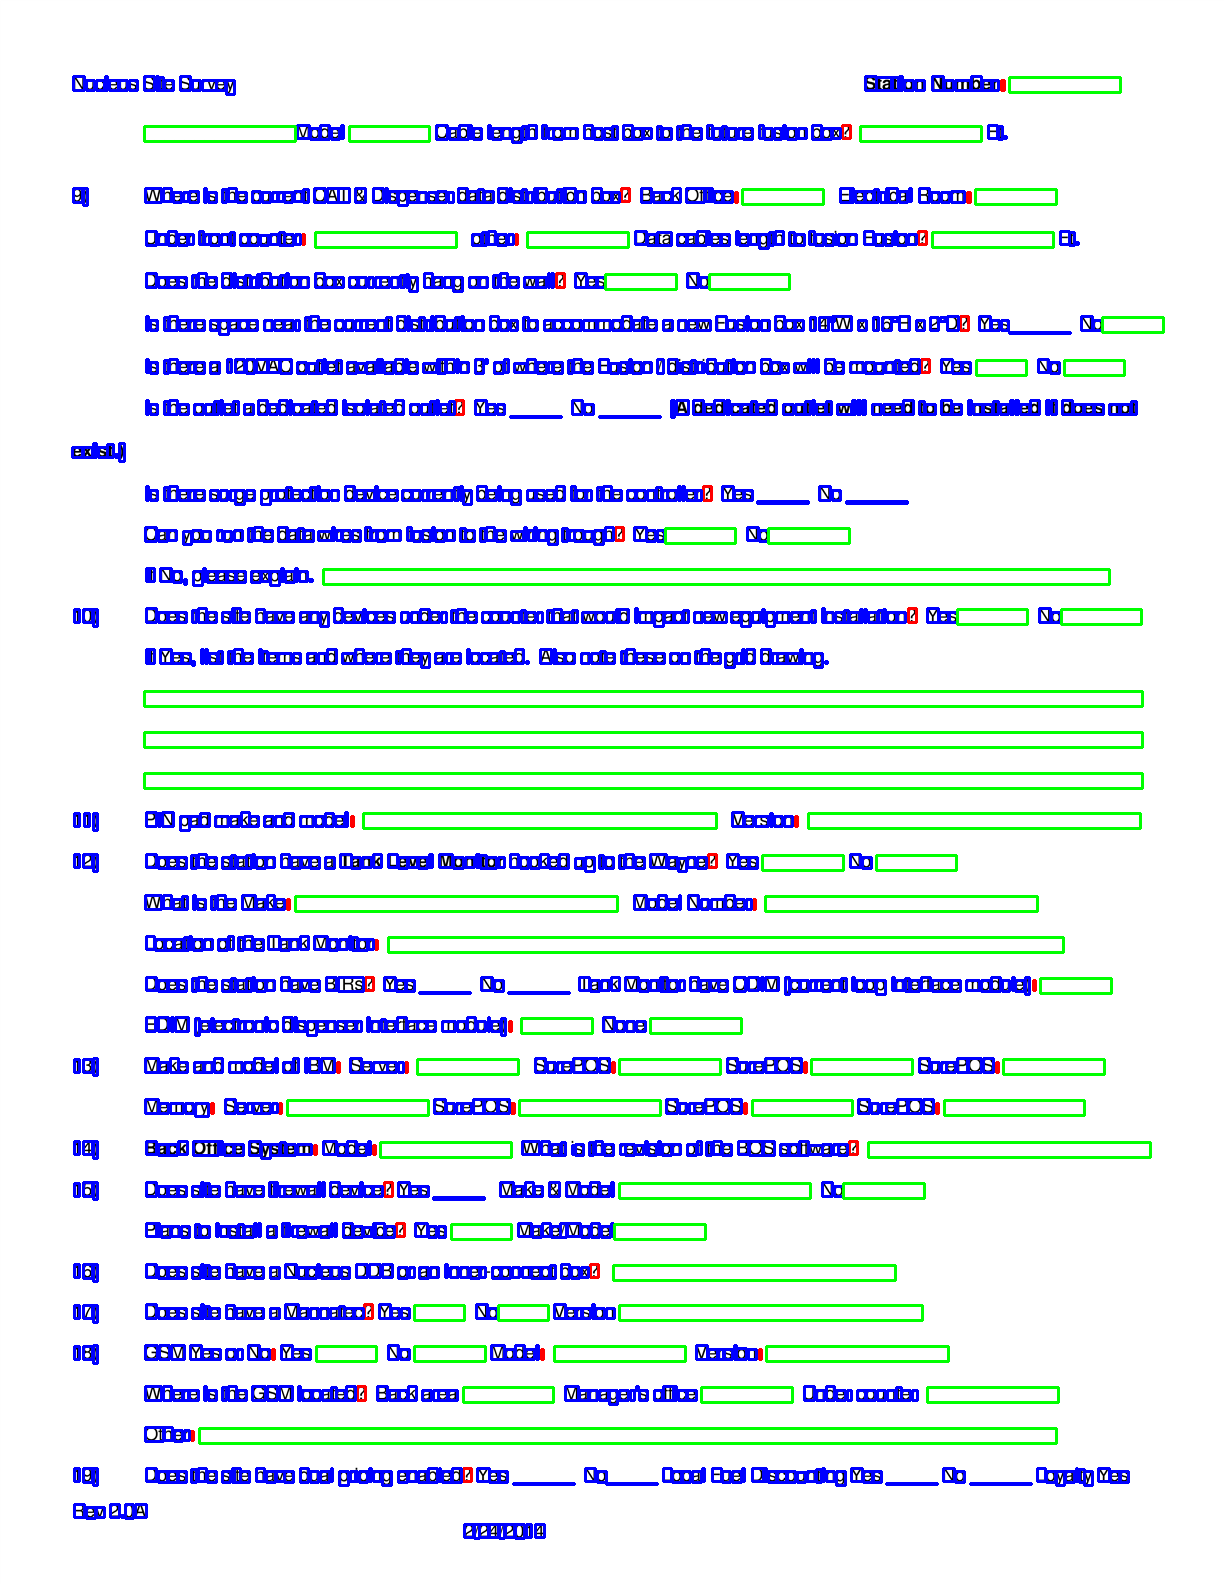 Nucleus Site Survey Station Number:
Model Cable length from host box to the future fusion box? Ft.
9) Where is the current CAT & Dispenser data distribution box? Back Office: Electrical Room:
Under front counter: other: Data cables length to fusion Fusion? Ft.
Does the distribution box currently hang on the wall? Yes No
Is there space near the current Distribution box to accommodate a new Fusion box 14"W x 16"H x 2"D? Yes______ No
Is there a 120VAC outlet available within 3' of where the Fusion / distribution box will be mounted? Yes No
Is the outlet a dedicated isolated outlet? Yes _____ No ______ (A dedicated outlet will need to be installed if does not
exist.)
Is there surge protection device currently being used for the controller? Yes _____ No ______
Can you run the data wires from fusion to the wiring trough? Yes No
If No, please explain.
10) Does the site have any devices under the counter that would impact new equipment installation? Yes No
If Yes, list the items and where they are located. Also note these on the grid drawing.
11) PIN pad make and model: Version:
12) Does the station have a Tank Level Monitor hooked up to the Wayne? Yes No
What is the Make: Model Number:
Location of the Tank Monitor:
Does the station have BIRs? Yes _____ No ______ Tank Monitor have CDIM (current loop interface module):
EDIM (electronic dispenser interface module): None
13) Make and model of IBM: Server: SurePOS: SurePOS: SurePOS:
Memory: Server: SurePOS: SurePOS: SurePOS:
14) Back Office System: Model: What is the revision of the BOS software?
15) Does site have firewall device? Yes _____ Make & Model No
Plans to install a firewall device? Yes Make/Model
16) Does site have a Nucleus DDB or an inner-connect box?
17) Does site have a Mannatec? Yes No Version
18) GSM Yes or No: Yes No Model: Version:
Where is the GSM located? Back area Manager's office Under counter
Other:
19) Does the site have dual pricing enabled? Yes ______ No _____ Local Fuel Discounting Yes _____ No ______ Loyalty Yes
Rev 2.0A
2/24/2014